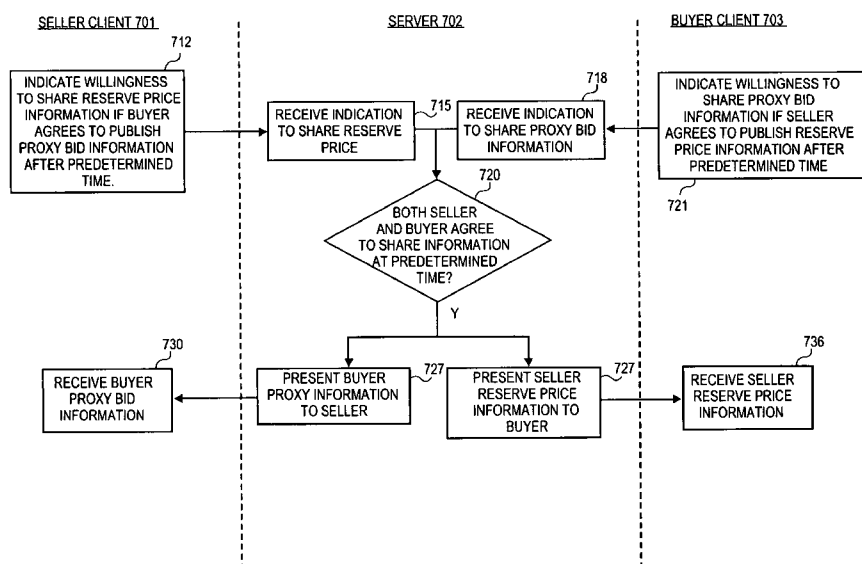 SELLER CLIENT 701
SERVER 702
BUYER CLIENT 703
712
INDICATE WILLINGNESS
TO SHARE RESERVE PRICE
INFORMATION IF BUYER
AGREES TO PUBLISH
PROXY BID INFORMATION
AFTER PREDETERMINED
TIME.
RECEIVE INDICATION
TO SHARE RESERVE
PRICE
715
718
RECEIVE INDICATION
TO SHARE PROXY BID
INFORMATION
INDICATE WILLINGNESS TO
SHARE PROXY BID
INFORMATION IF SELLER
AGREES TO PUBLISH RESERVE
PRICE INFORMATION AFTER
PREDETERMINED TIME
721
720
BOTH SELLER
AND BUYER AGREE
TO SHARE INFORMATION
AT PREDETERMINED
TIME?
Y
730
RECEIVE BUYER
PROXY BID
INFORMATION
PRESENT BUYER
PROXY INFORMATION
TO SELLER
727
PRESENT SELLER
RESERVE PRICE
INFORMATION TO
BUYER
727
736
RECEIVE SELLER
RESERVE PRICE
INFORMATION